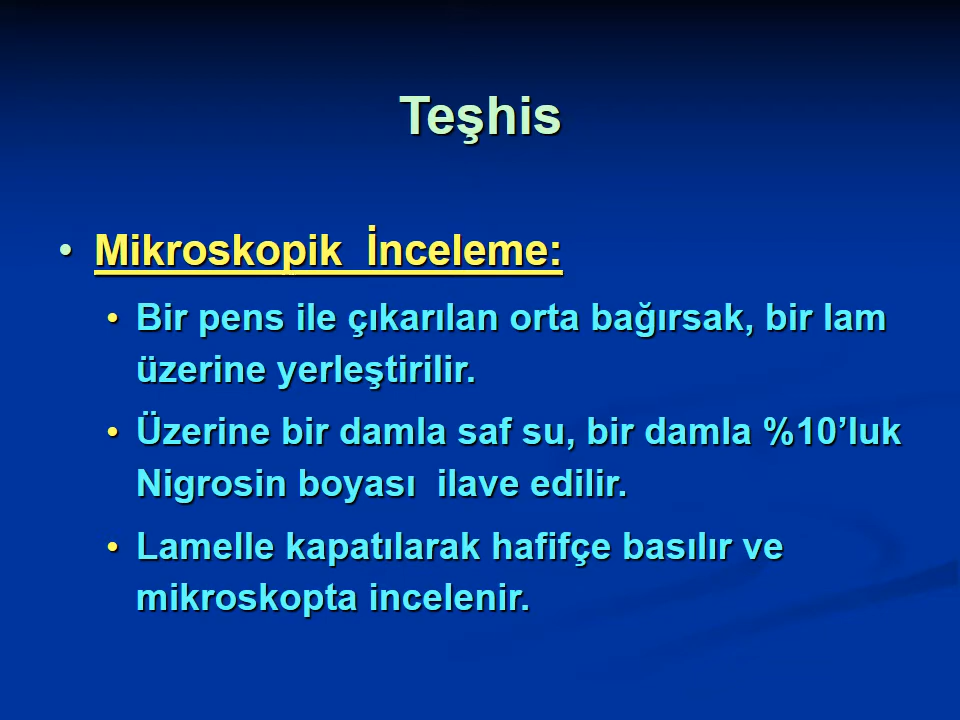 Teşhis
• Mikroskopik  İnceleme:
• Bir pens ile çıkarılan orta bağırsak, bir lam
üzerine yerleştirilir.
• Üzerine bir damla saf su, bir damla %10’luk
Nigrosin boyası  ilave edilir.
• Lamelle kapatılarak hafifçe basılır ve
mikroskopta incelenir.